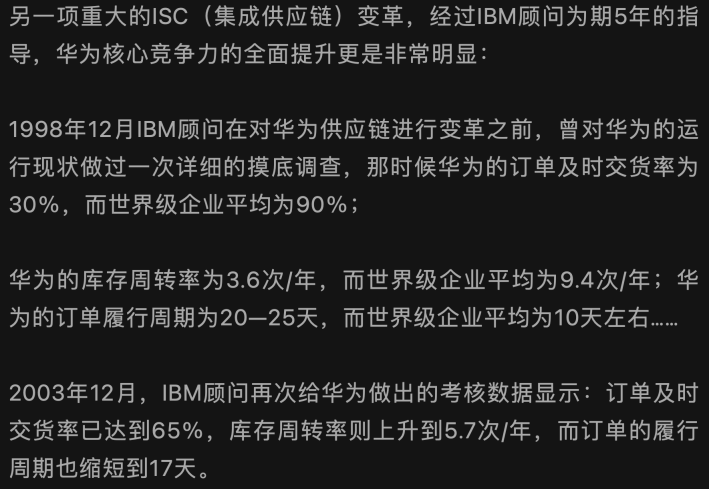 另一项重大的ISC（集成供应链）变革，经过IBM顾问为期5年的指
导，华为核心竞争力的全面提升更是非常明显：
1998年12月IBM顾问在对华为供应链进行变革之前，曾对华为的运
行现状做过一次详细的摸底调查，那时候华为的订单及时交货率为
30%，而世界级企业平均为90%；
华为的库存周转率为3.6次/年，而世界级企业平均为9.4次/年；华
为的订单履行周期为20—25天，而世界级企业平均为10天左右……
2003年12月，IBM顾问再次给华为做出的考核数据显示：订单及时
交货率已达到65%，库存周转率则上升到5.7次/年，而订单的履行
周期也缩短到17天。